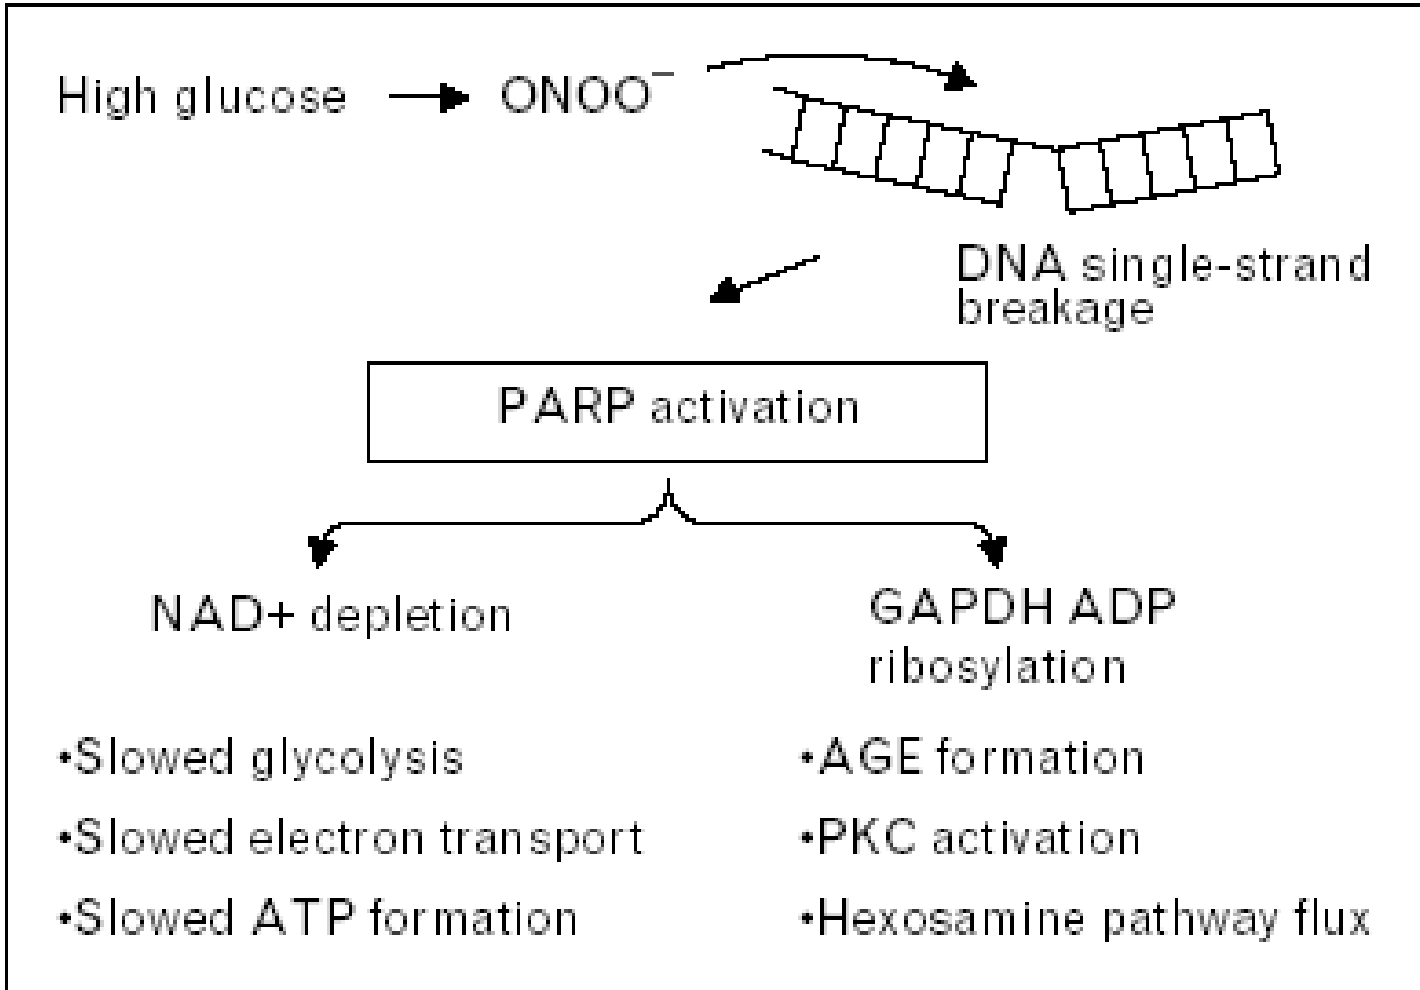 High glucose → ONOO⁻
DNA single-strand
breakage
PARP activation
NAD+ depletion
GAPDH ADP
ribosylation
•Slowed glycolysis
•Slowed electron transport
•Slowed ATP formation
•AGE formation
•PKC activation
•Hexosamine pathway flux